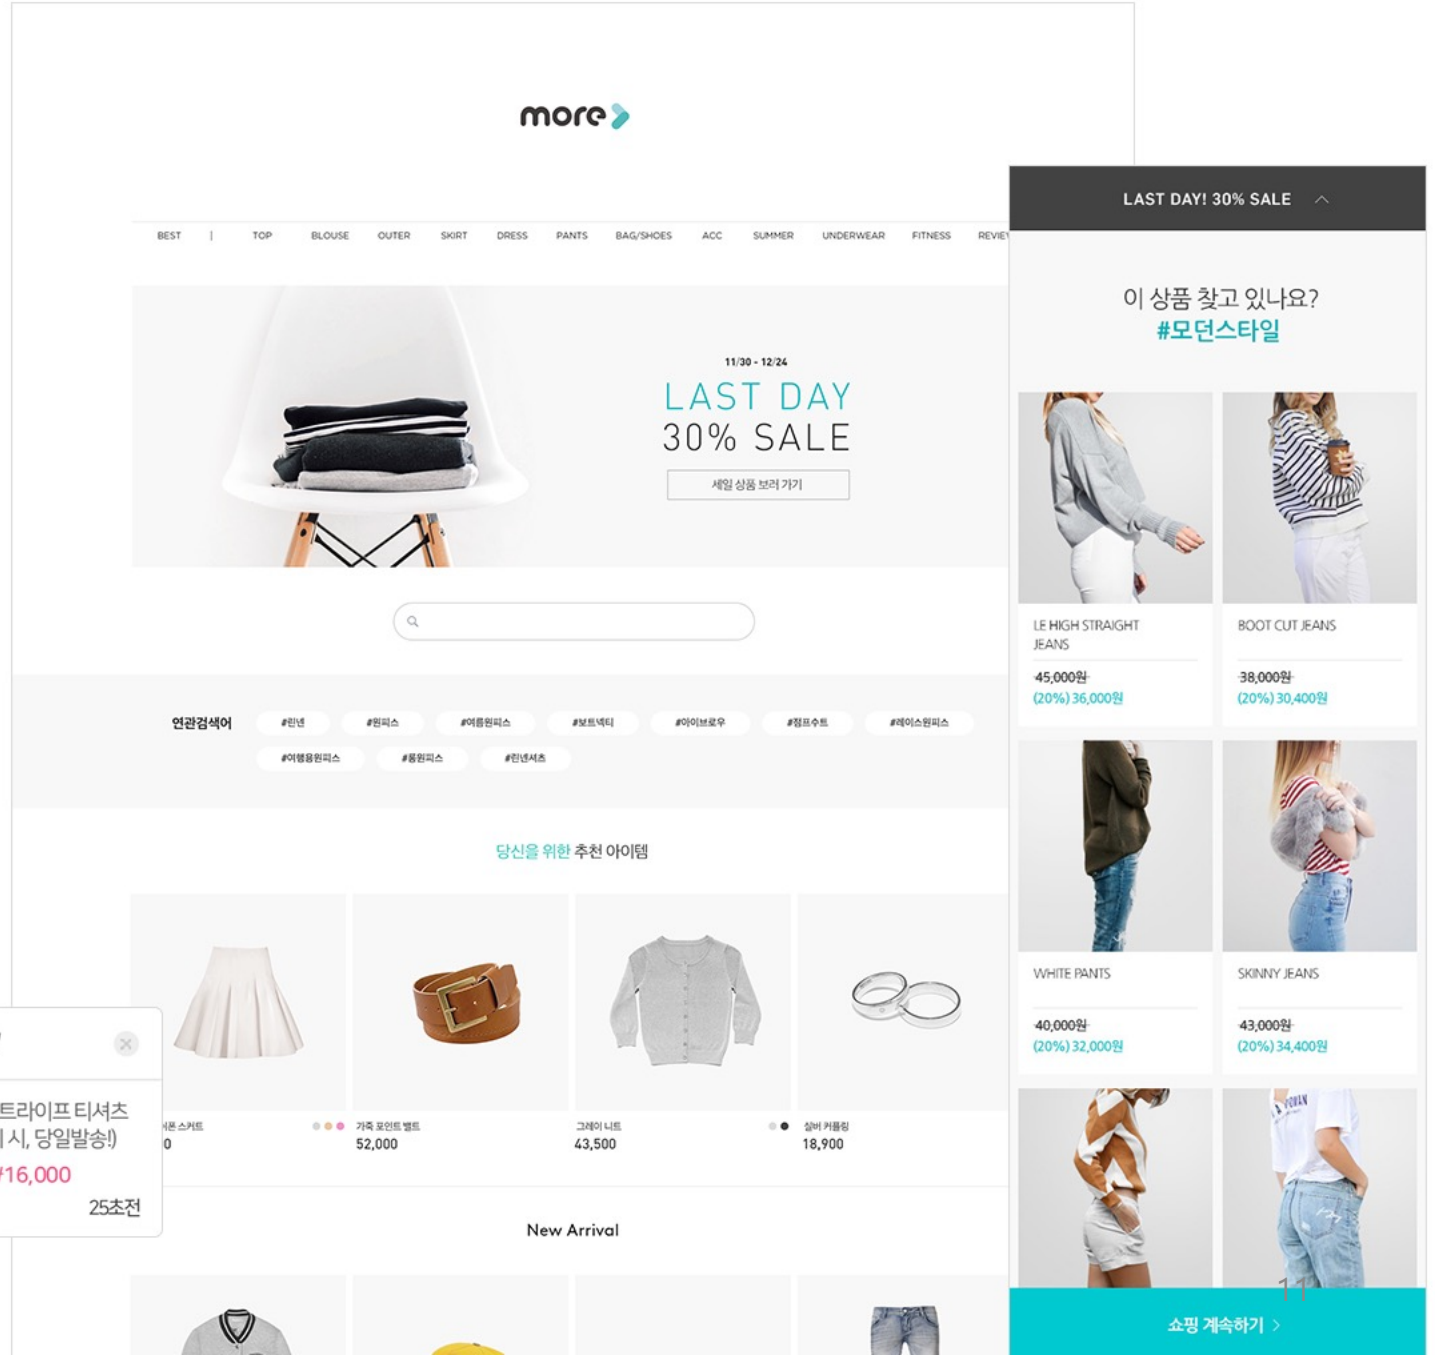 more
BEST | TOP BLOUSE OUTER SKIRT DRESS PANTS BAG/SHOES ACC SUMMER UNDERWEAR FITNESS
11/30 - 12/24
LAST DAY
30% SALE
세일 상품 보러 가기
연관검색어 #린넨 #원피스 #여름원피스 #보트넥티 #아이브로우 #점프수트 #레이스원피스
#여행용원피스 #롱원피스 #린넨셔츠
당신을 위한 추천 아이템
스커트
가죽 포인트 벨트
52,000
그레이 니트
43,500
실버 커플링
18,900
New Arrival
트라이프 티셔츠
시, 당일발송!)
16,000
25초전
LAST DAY! 30% SALE
이 상품 찾고 있나요?
#모던스타일
LE HIGH STRAIGHT
JEANS
45,000원
(20%) 36,000원
BOOT CUT JEANS
38,000원
(20%) 30,400원
WHITE PANTS
40,000원
(20%) 32,000원
SKINNY JEANS
43,000원
(20%) 34,400원
11
쇼핑 계속하기 >